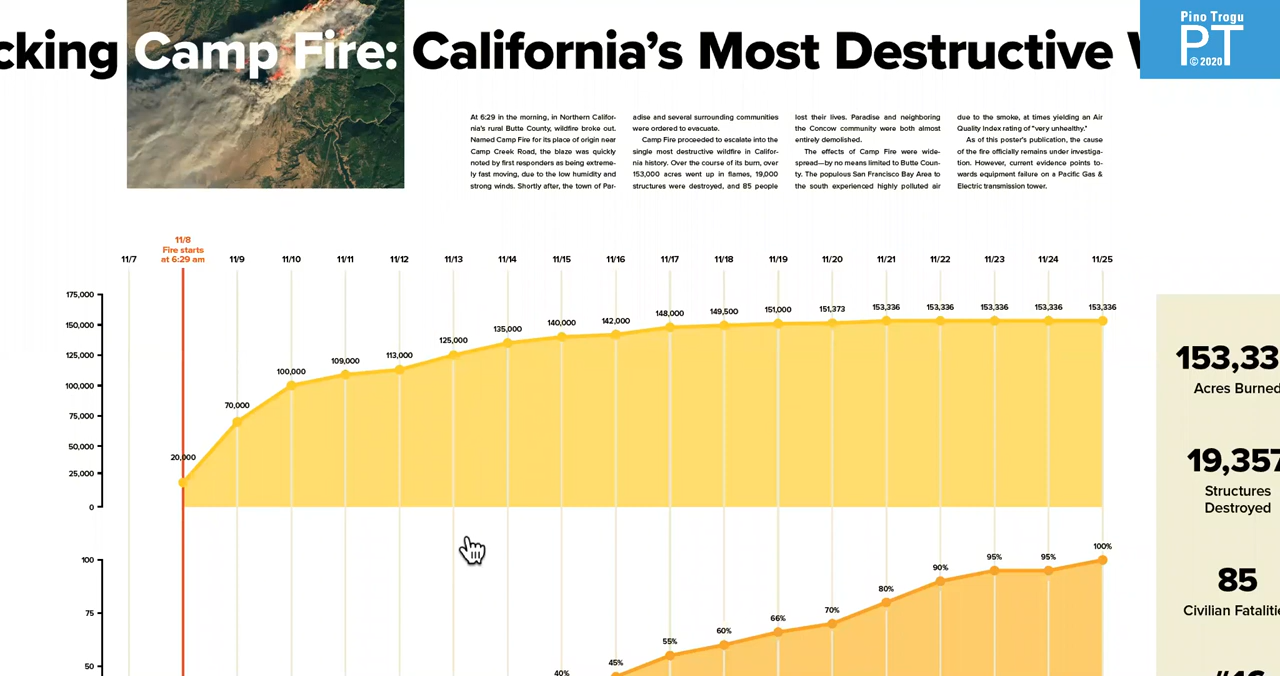 cking Camp Fire: California’s Most Destructive
Pino Trogu
PT
© 2020
At 6:29 in the morning, in Northern Califor-
nia’s rural Butte County, wildfire broke out.
Named Camp Fire for its place of origin near
Camp Creek Road, the blaze was quickly
noted by first responders as being extreme-
ly fast moving, due to the low humidity and
strong winds. Shortly after, the town of Par-
adise and several surrounding communities
were ordered to evacuate.
Camp Fire proceeded to escalate into the
single most destructive wildfire in Califor-
nia history. Over the course of its burn, over
153,000 acres went up in flames, 19,000
structures were destroyed, and 85 people
lost their lives. Paradise and neighboring
the Concow community were both almost
entirely demolished.
The effects of Camp Fire were wide-
spread—by no means limited to Butte Coun-
ty. The populous San Francisco Bay Area to
the south experienced highly polluted air
due to the smoke, at times yielding an Air
Quality Index rating of "very unhealthy."
As of this poster’s publication, the cause
of the fire officially remains under investiga-
tion. However, current evidence points to-
wards equipment failure on a Pacific Gas &
Electric transmission tower.
11/8
Fire starts
at 6:29 am
11/7 11/9 11/10 11/11 11/12 11/13 11/14 11/15 11/16 11/17 11/18 11/19 11/20 11/21 11/22 11/23 11/24 11/25
175,000
150,000
125,000
100,000
75,000
50,000
25,000
0
20,000 70,000 100,000 109,000 113,000 125,000 135,000 140,000 142,000 148,000 149,500 151,000 151,373 153,336 153,336 153,336 153,336 153,336
100
75
50
40% 45% 55% 60% 66% 70% 80% 90% 95% 95% 100%
153,33
Acres Burned
19,357
Structures
Destroyed
85
Civilian Fatalitie